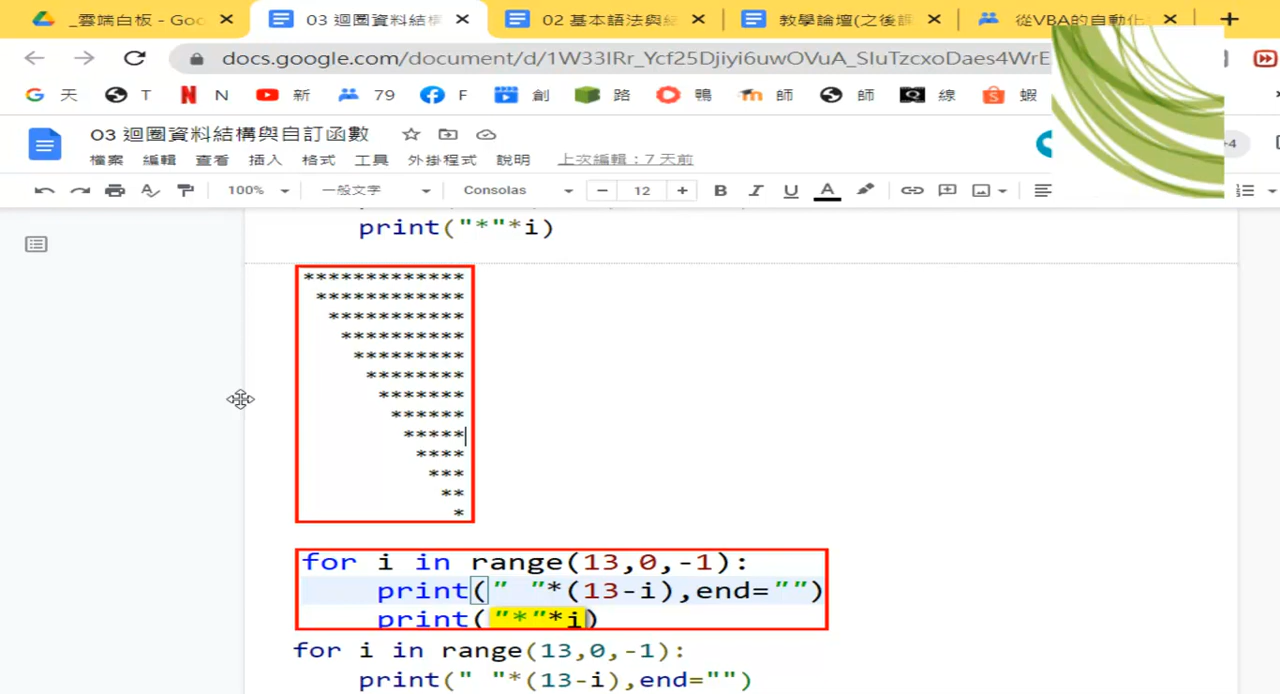 _雲端白板 - Goo
03 迴圈資料結構
02 基本語法與結
教學論壇(之後課
從VBA的自動化
docs.google.com/document/d/1W33IRr_Ycf25Djiyi6uwOVuA_SIuTzcxoDaes4WrE
天 T N 新 79 F 創 路 鴨 師 師 線 蝦
03 迴圈資料結構與自訂函數
+4
檔案 編輯 查看 插入 格式 工具 外掛程式 說明 上次編輯：7 天前
100% 一般文字 Consolas − 12 + B I U A
print("*"*i)
*************
************
***********
**********
*********
********
*******
******
*****
****
***
**
*
for i in range(13,0,-1):
print(" "*(13-i),end="")
print("*"*i)
for i in range(13,0,-1):
print(" "*(13-i),end="")